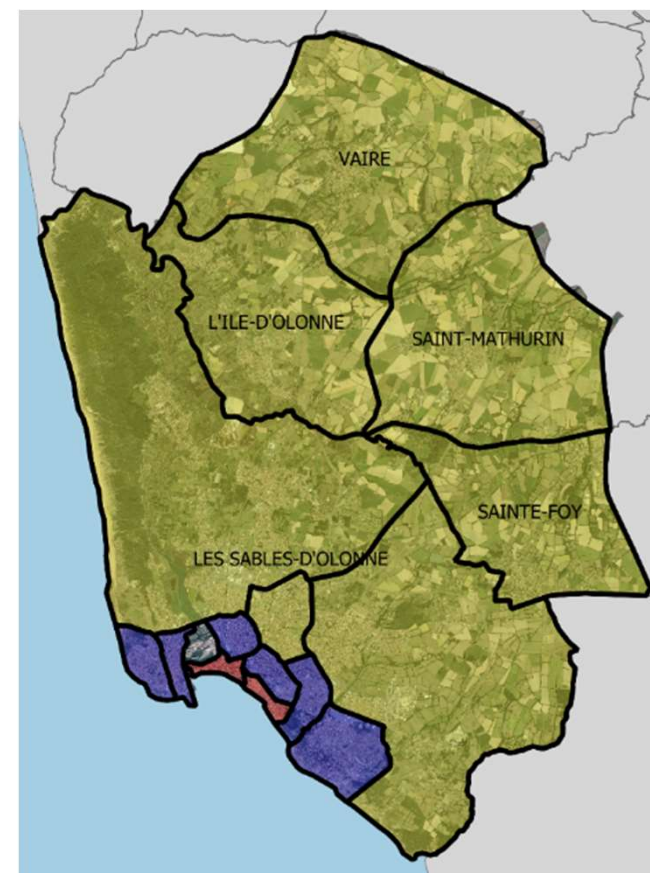 VAIRE
L'ILE-D'OLONNE
SAINT-MATHURIN
SAINTE-FOY
LES SABLES-D'OLONNE